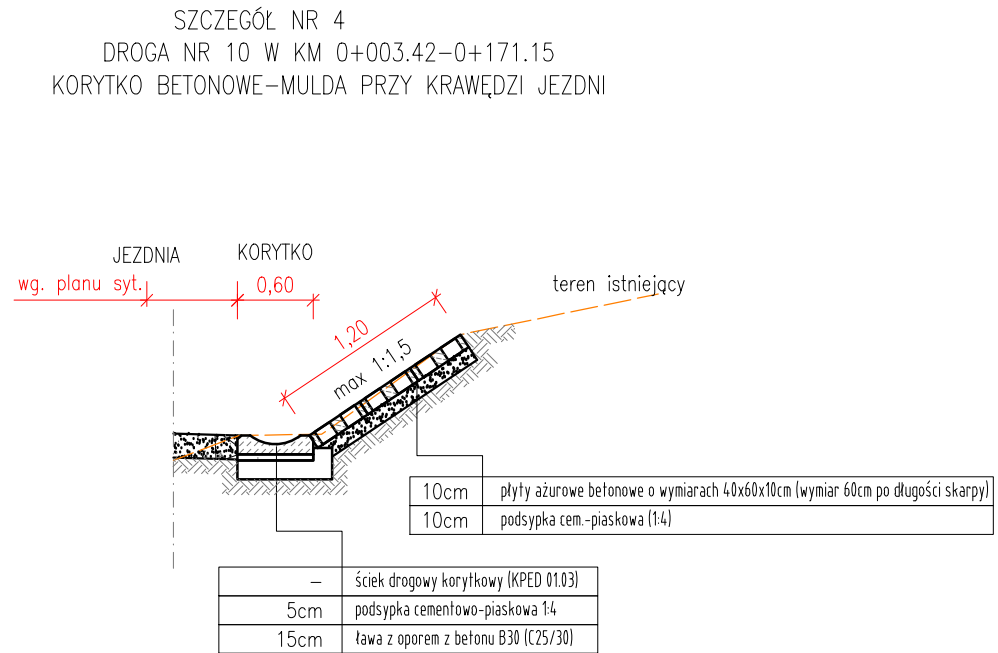 SZCZEGÓŁ NR 4
DROGA NR 10 W KM 0+003.42-0+171.15
KORYTKO BETONOWE-MULDA PRZY KRAWĘDZI JEZDNI
JEZDNIA
KORYTKO
wg. planu syt.
0,60
teren istniejący
1,20
max 1:1,5
10cm płyty ażurowe betonowe o wymiarach 40x60x10cm (wymiar 60cm po długości skarpy)
10cm podsypka cem.-piaskowa (1:4)
- ściek drogowy korytkowy (KPED 01.03)
5cm podsypka cementowo-piaskowa 1:4
15cm ława z oporem z betonu B30 (C25/30)